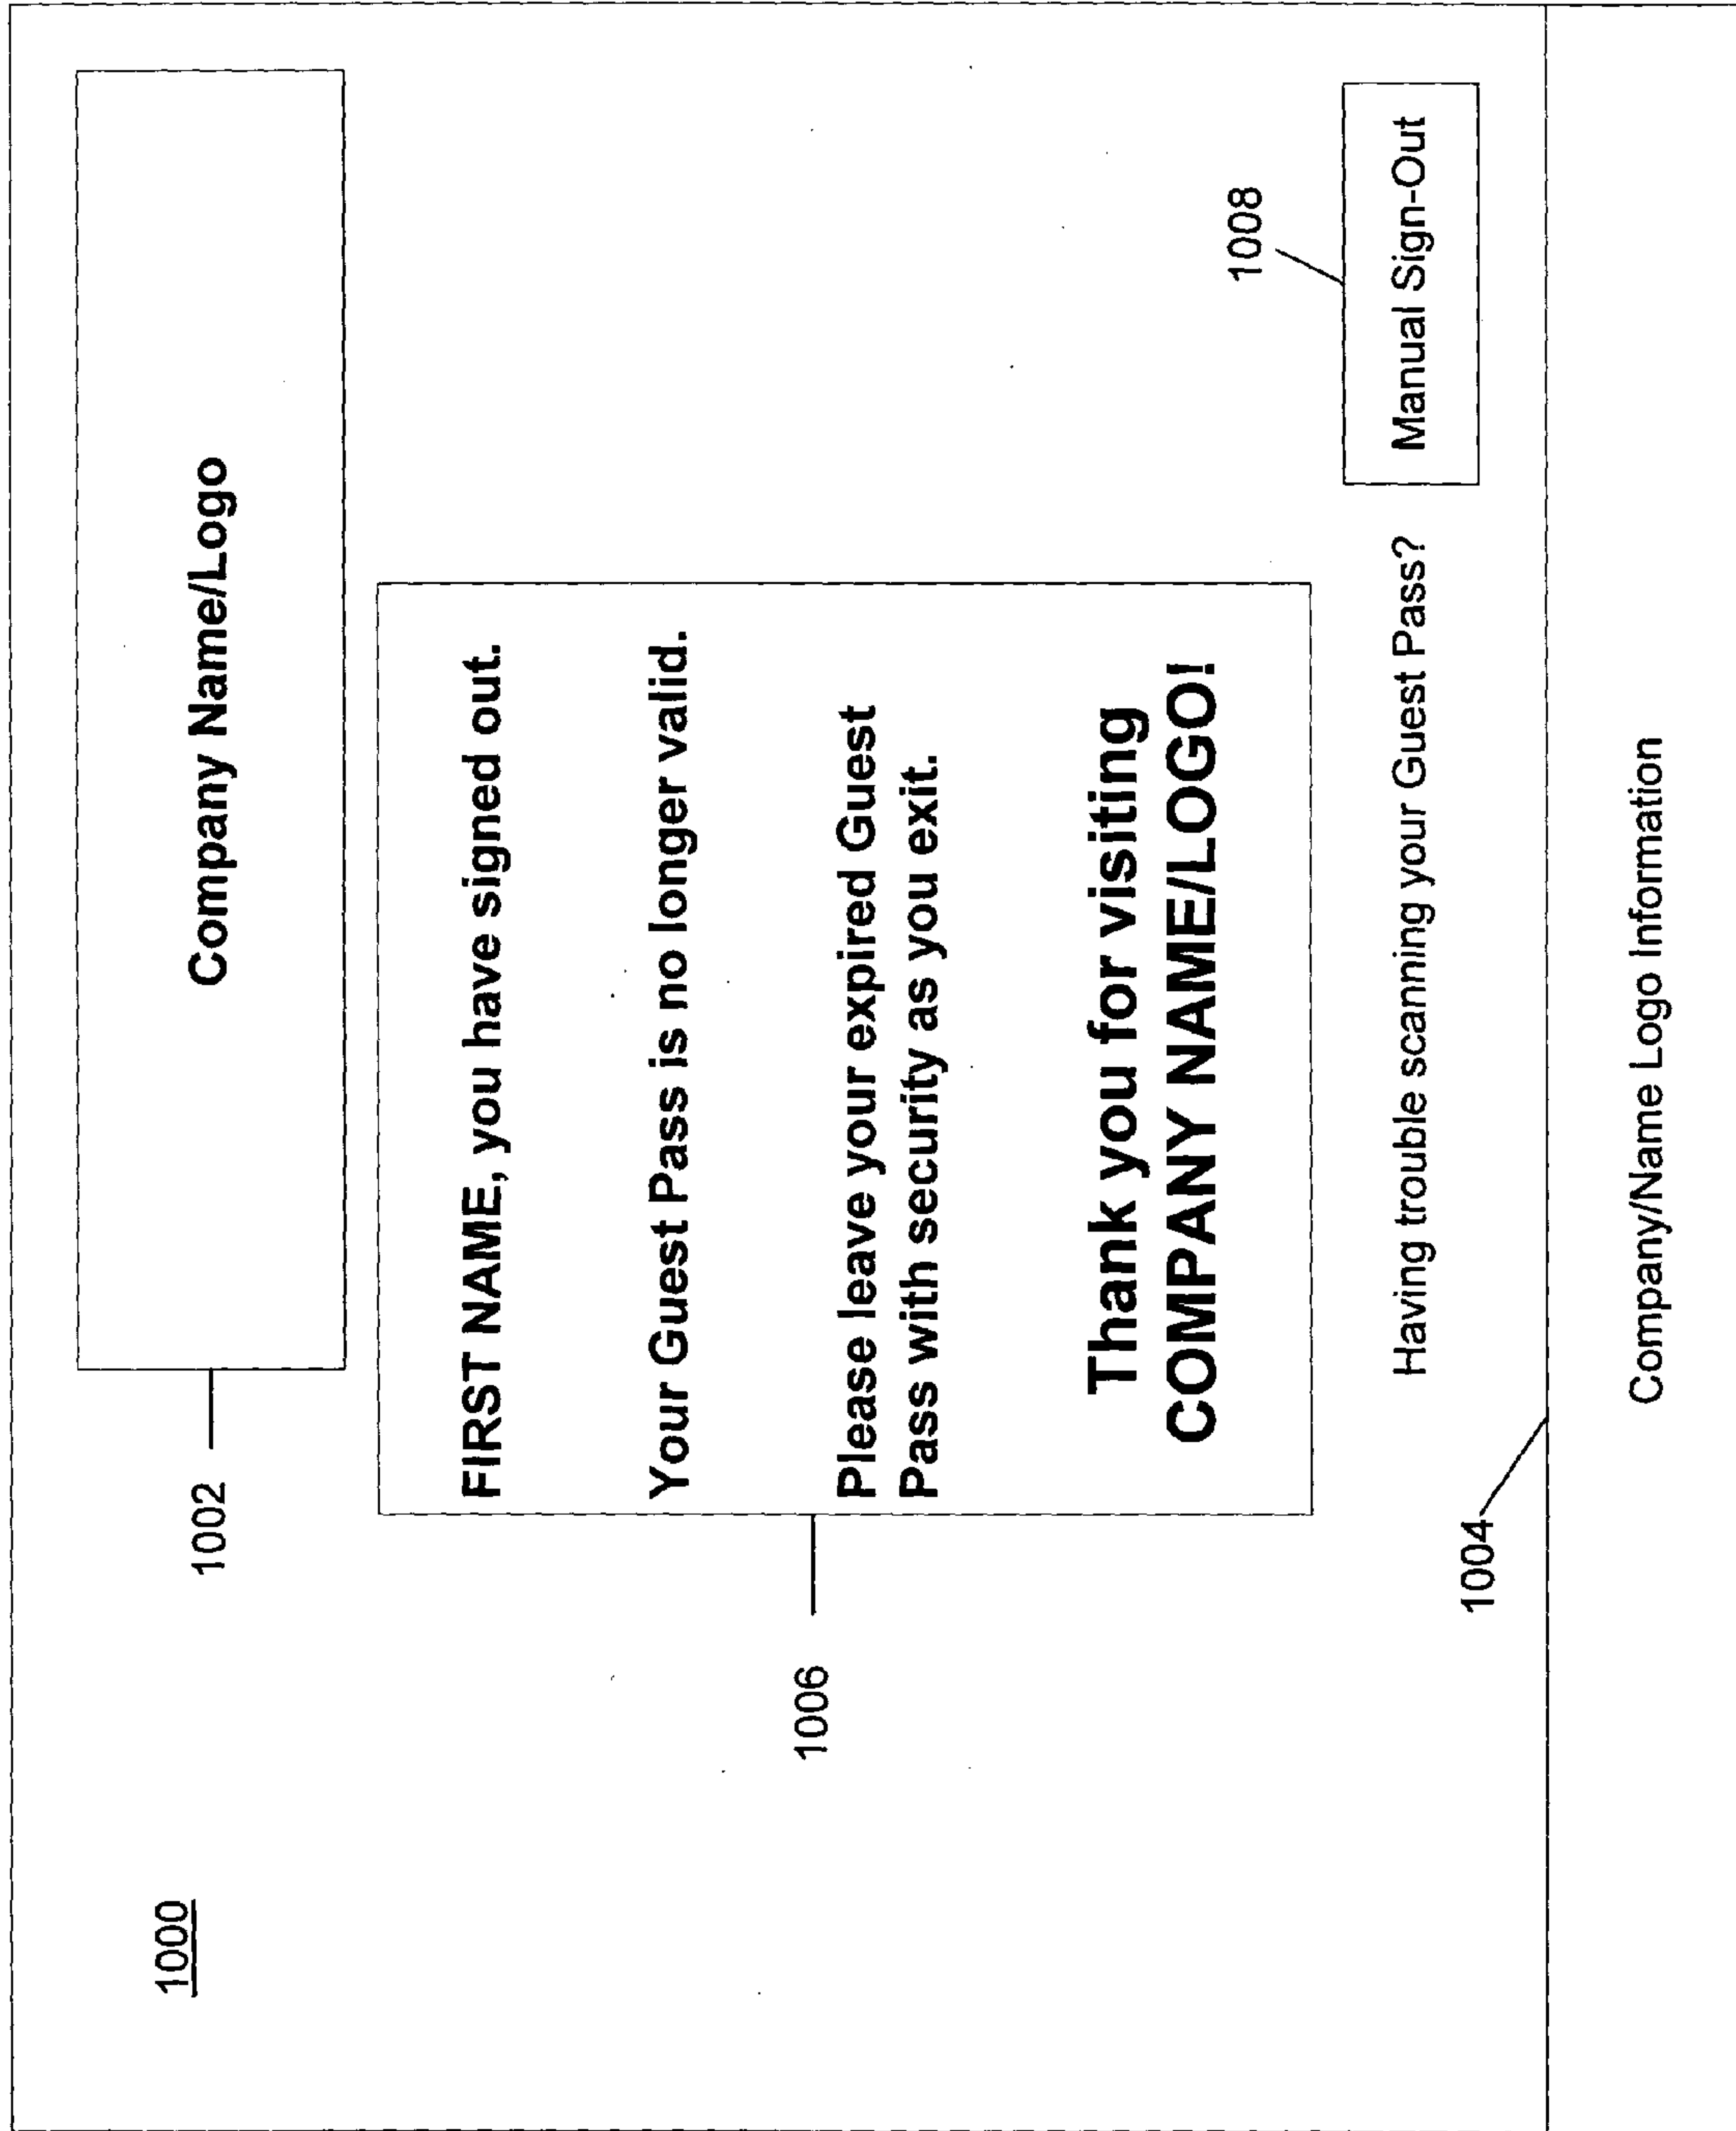 1000
1002
Company Name/Logo
FIRST NAME, you have signed out.
Your Guest Pass is no longer valid.
Please leave your expired Guest
Pass with security as you exit.
Thank you for visiting
COMPANY NAME/LOGO!
1006
1008
Having trouble scanning your Guest Pass?
Manual Sign-Out
1004
Company/Name Logo Information